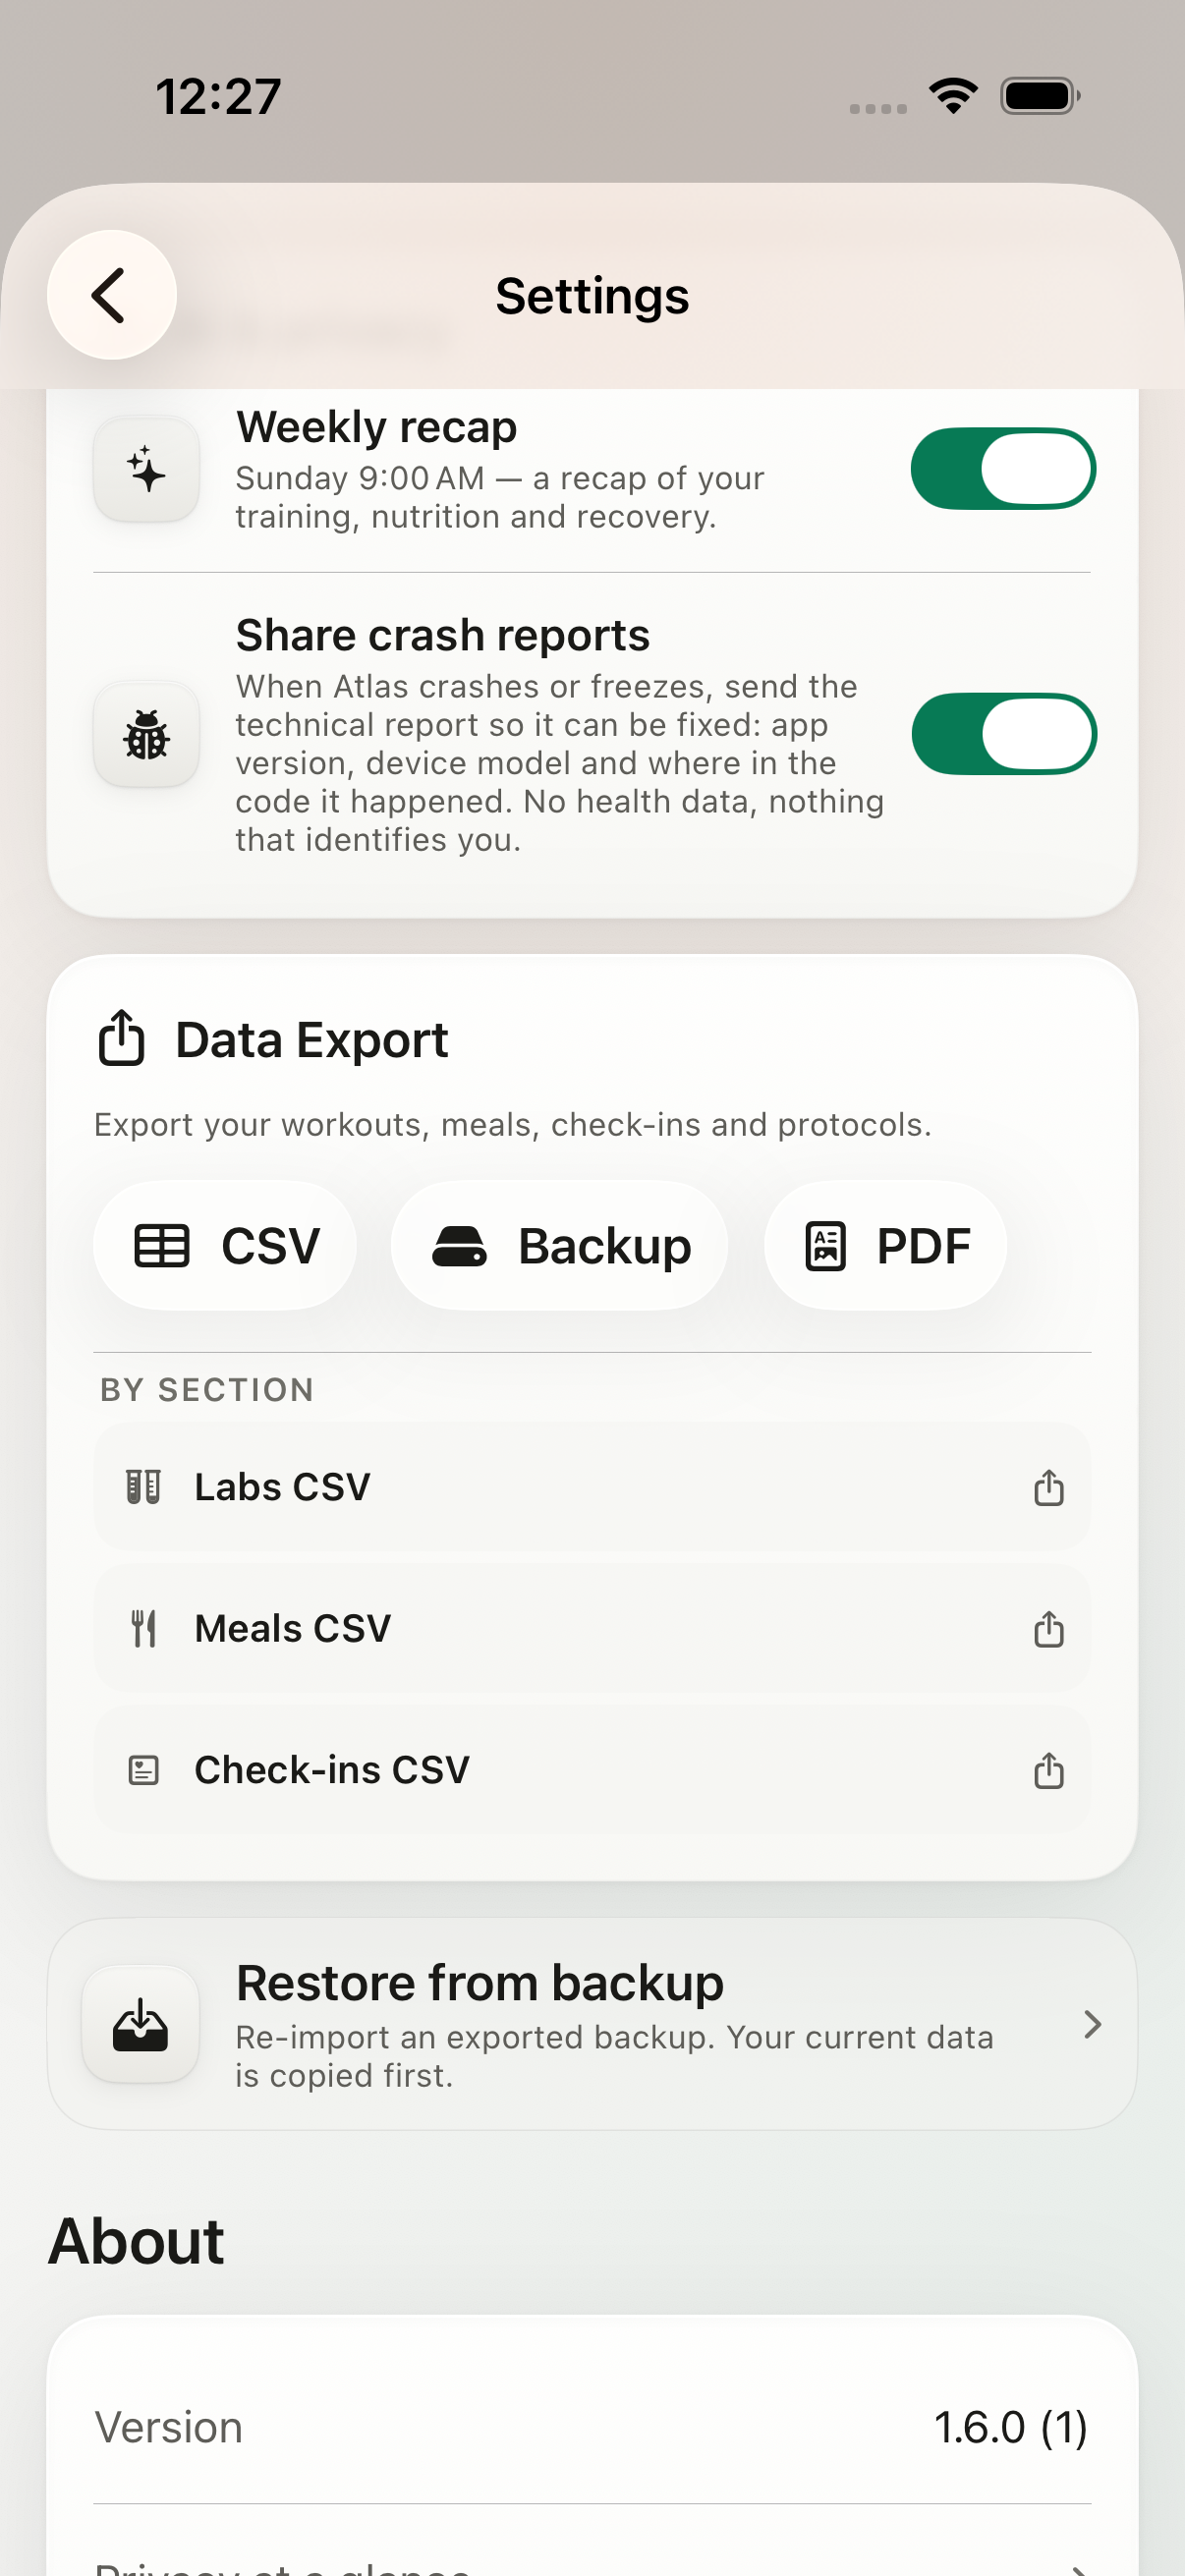 12:27
Settings
Weekly recap
Sunday 9:00 AM — a recap of your
training, nutrition and recovery.
Share crash reports
When Atlas crashes or freezes, send the
technical report so it can be fixed: app
version, device model and where in the
code it happened. No health data, nothing
that identifies you.
Data Export
Export your workouts, meals, check-ins and protocols.
CSV
Backup
PDF
BY SECTION
Labs CSV
Meals CSV
Check-ins CSV
Restore from backup
Re-import an exported backup. Your current data
is copied first.
About
Version
1.6.0 (1)
Privacy at a glance